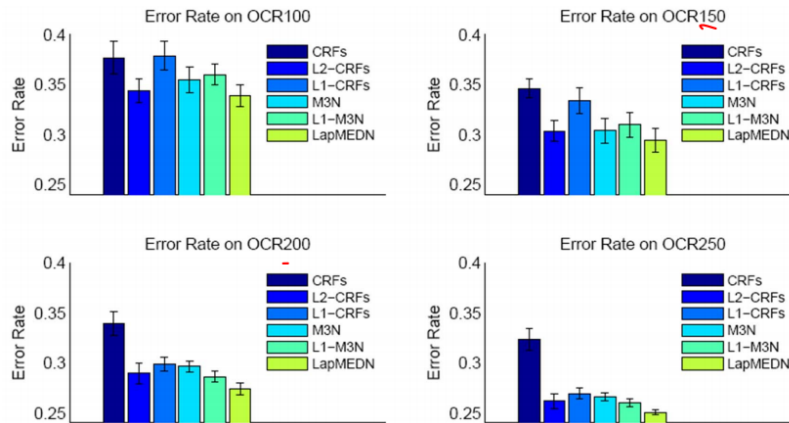 Error Rate on OCR100
Error Rate
0.4
0.35
0.3
0.25
CRFs
L2-CRFs
L1-CRFs
M3N
L1-M3N
LapMEDN
Error Rate on OCR150
Error Rate
0.4
0.35
0.3
0.25
CRFs
L2-CRFs
L1-CRFs
M3N
L1-M3N
LapMEDN
Error Rate on OCR200
Error Rate
0.4
0.35
0.3
0.25
CRFs
L2-CRFs
L1-CRFs
M3N
L1-M3N
LapMEDN
Error Rate on OCR250
Error Rate
0.4
0.35
0.3
0.25
CRFs
L2-CRFs
L1-CRFs
M3N
L1-M3N
LapMEDN